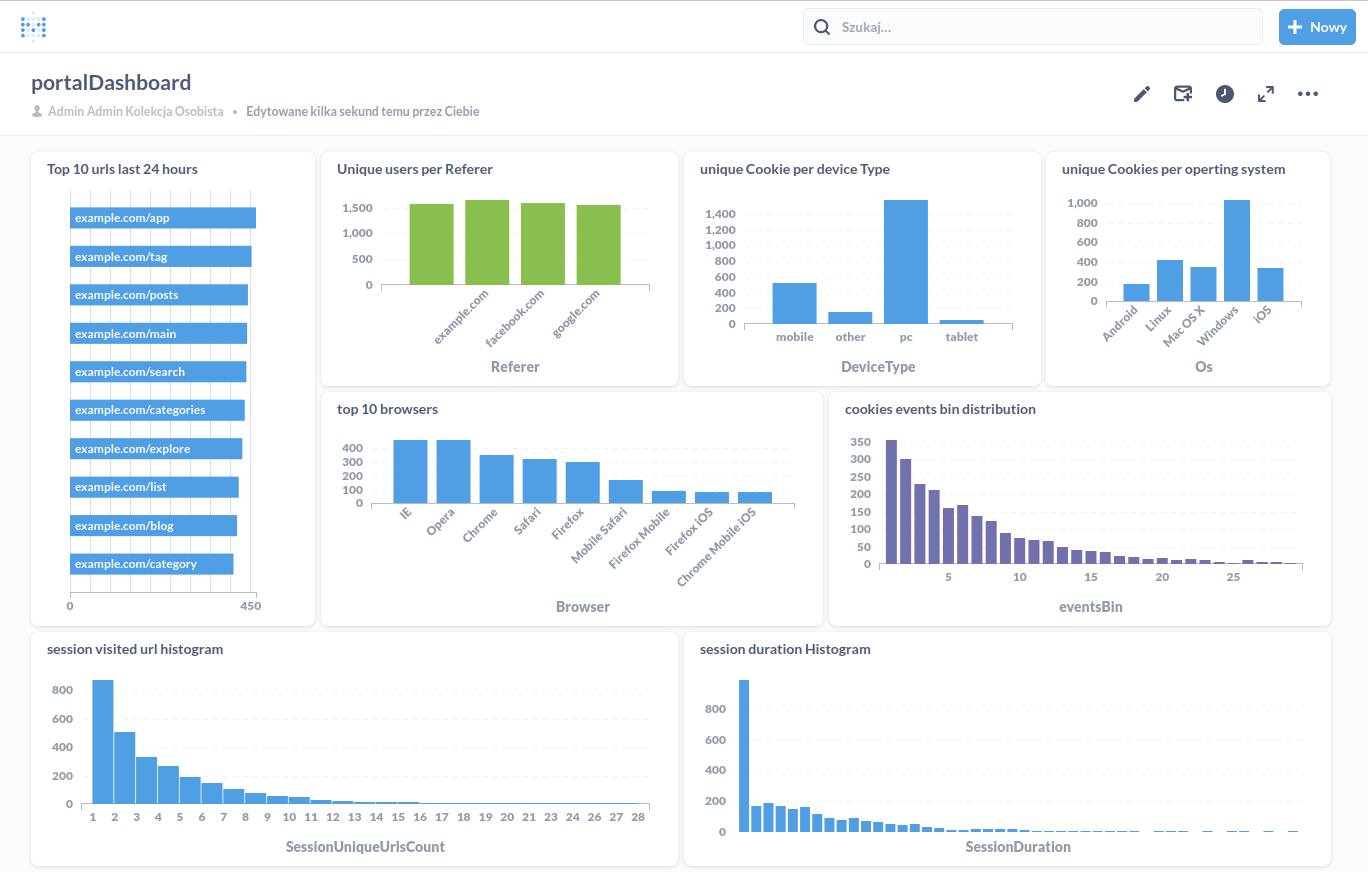 Szukaj...
Nowy
portalDashboard
Admin Admin Kolekcja Osobista • Edytowane kilka sekund temu przez Ciebie
Top 10 urls last 24 hours
example.com/app
example.com/tag
example.com/posts
example.com/main
example.com/search
example.com/categories
example.com/explore
example.com/list
example.com/blog
example.com/category
0 450
Unique users per Referer
1,500
1,000
500
0
example.com facebook.com google.com
Referer
unique Cookie per device Type
1,400
1,200
1,000
800
600
400
200
0
mobile other pc tablet
DeviceType
unique Cookies per operting system
1,000
800
600
400
200
0
Android Linux Mac OS X Windows iOS
Os
top 10 browsers
400
300
200
100
0
IE Opera Chrome Safari Firefox Mobile Safari Firefox Mobile Firefox iOS Chrome Mobile iOS
Browser
cookies events bin distribution
350
300
250
200
150
100
50
0
5 10 15 20 25
eventsBin
session visited url histogram
800
600
400
200
0
1 2 3 4 5 6 7 8 9 10 11 12 13 14 15 16 17 18 19 20 21 23 24 26 27 28
SessionUniqueUrlsCount
session duration Histogram
800
600
400
200
0
SessionDuration